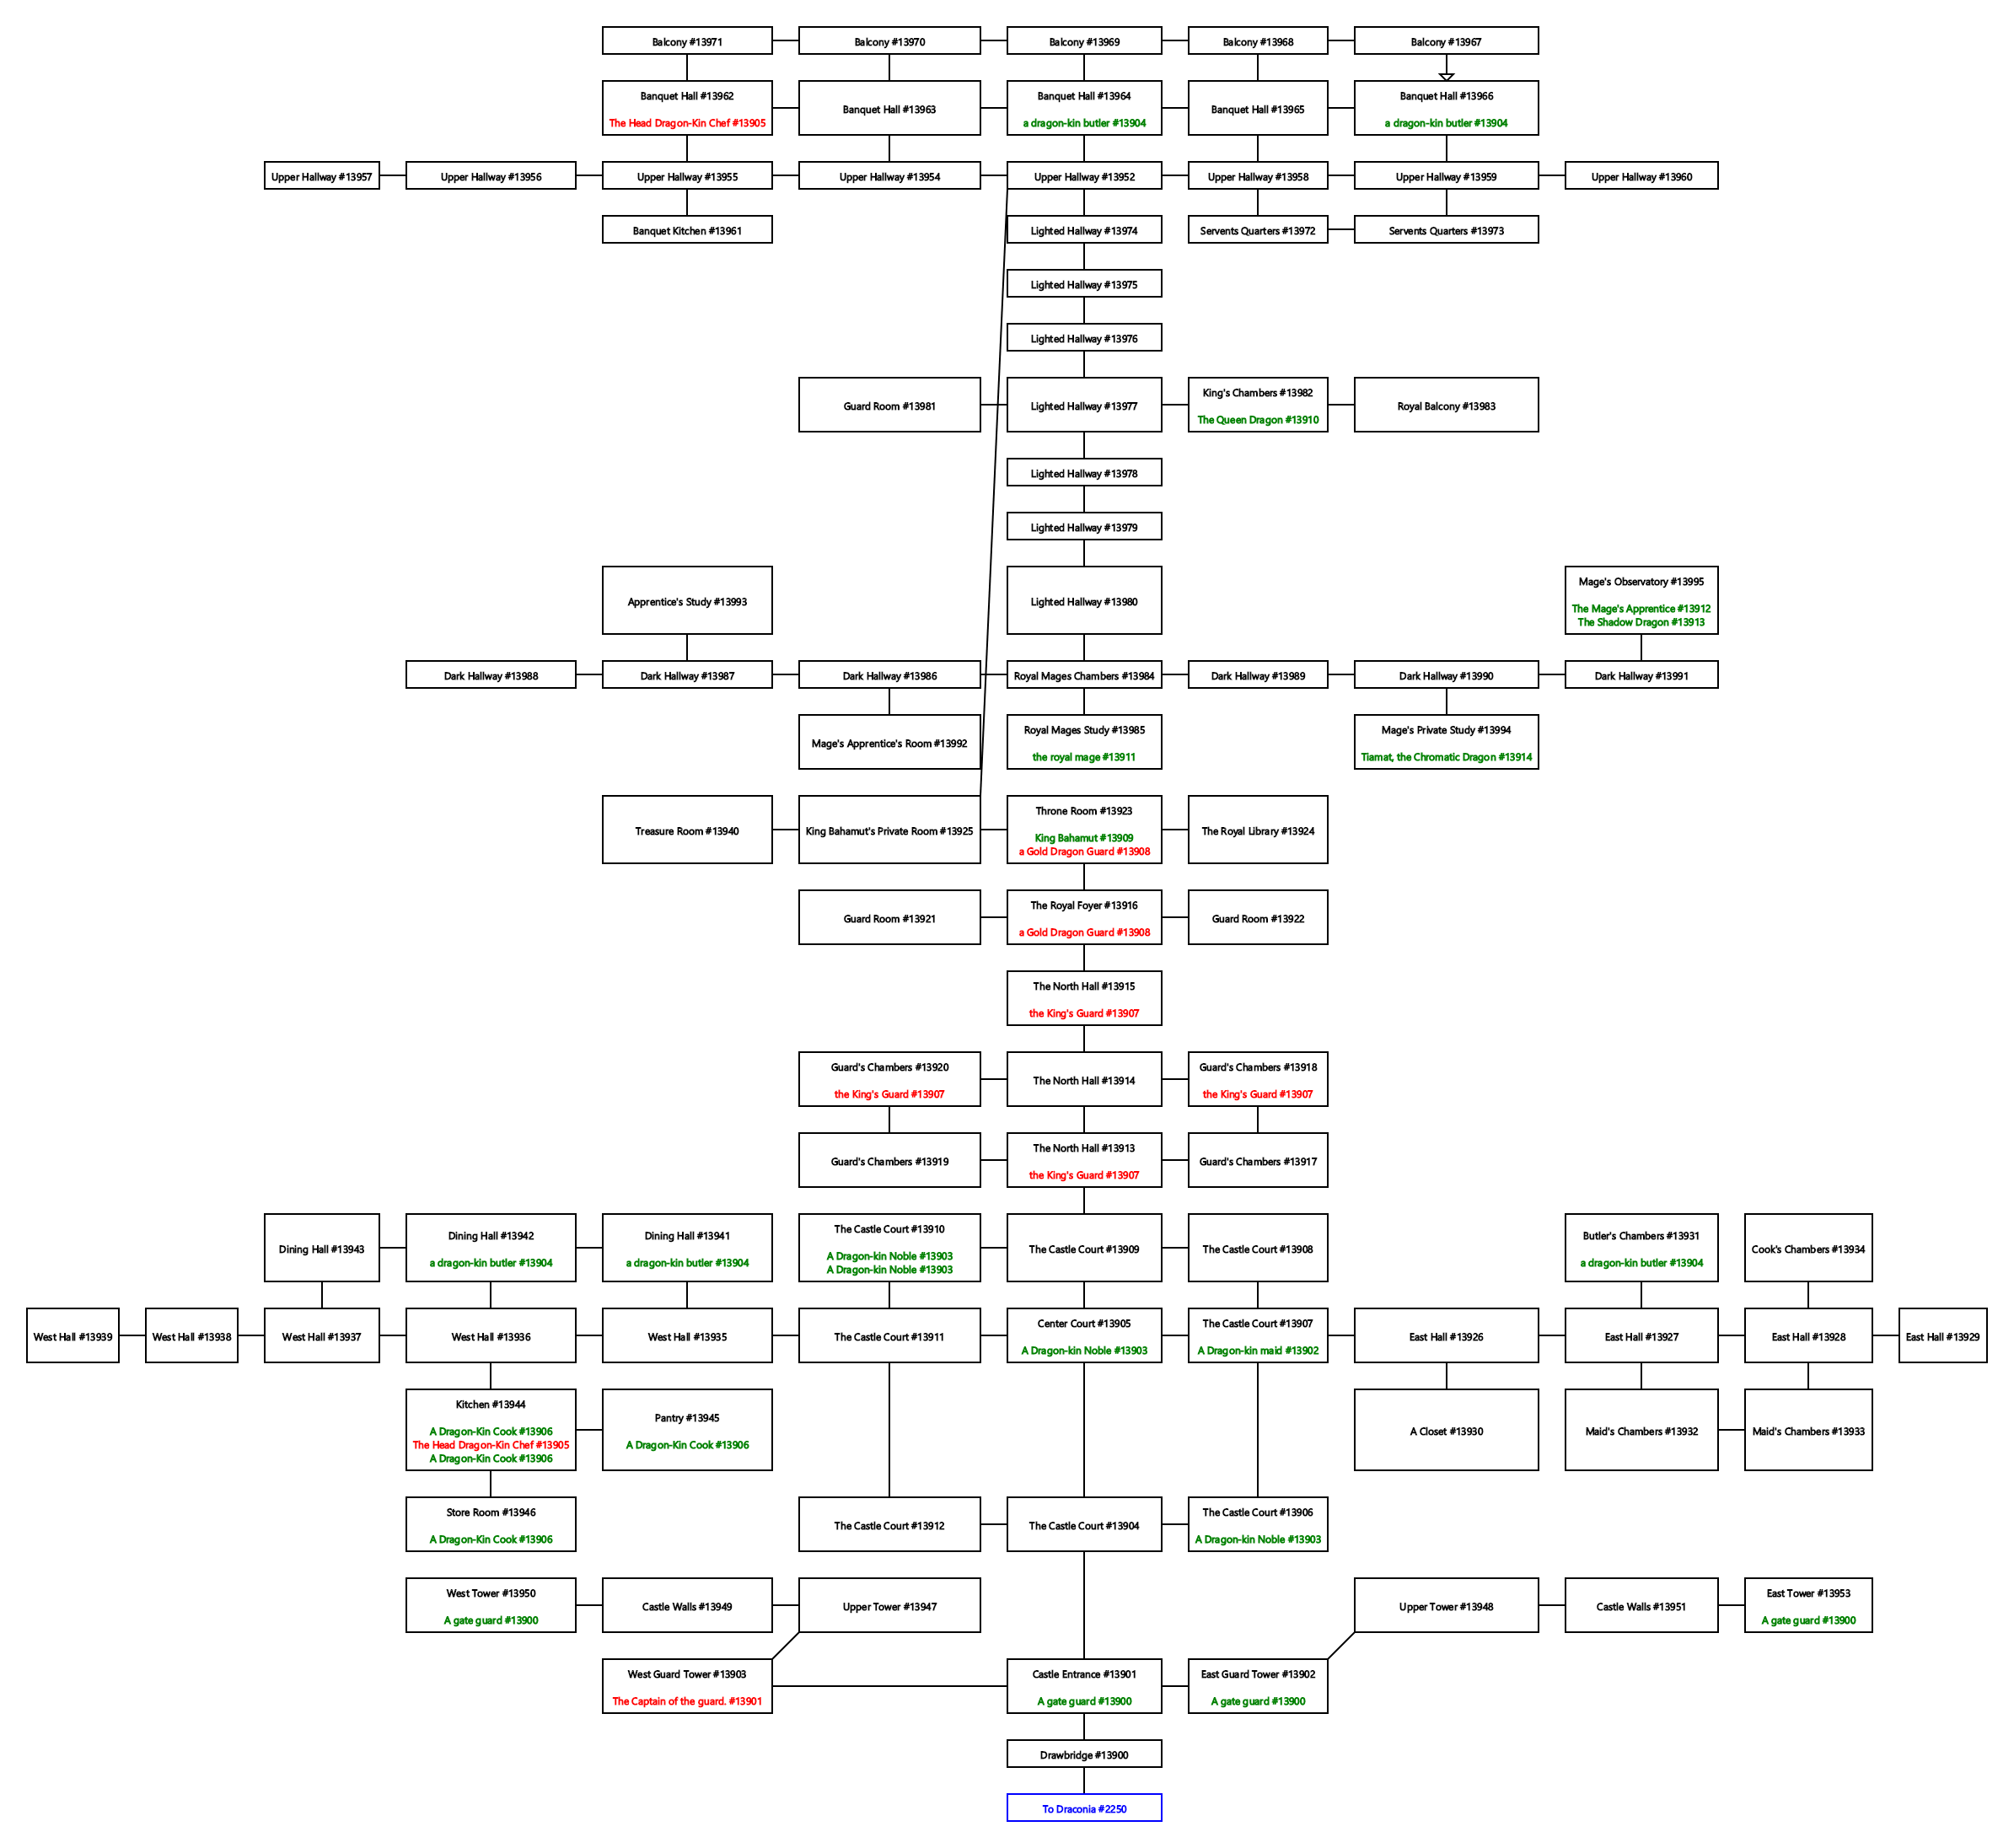 Balcony #13971
Balcony #13970
Balcony #13969
Balcony #13968
Balcony #13967
Banquet Hall #13962
The Head Dragon-Kin Chef #13905
Banquet Hall #13963
Banquet Hall #13964
a dragon-kin butler #13904
Banquet Hall #13965
Banquet Hall #13966
a dragon-kin butler #13904
Upper Hallway #13957
Upper Hallway #13956
Upper Hallway #13955
Upper Hallway #13954
Upper Hallway #13952
Upper Hallway #13958
Upper Hallway #13959
Upper Hallway #13960
Banquet Kitchen #13961
Lighted Hallway #13974
Servents Quarters #13972
Servents Quarters #13973
Lighted Hallway #13975
Lighted Hallway #13976
Guard Room #13981
Lighted Hallway #13977
King's Chambers #13982
The Queen Dragon #13910
Royal Balcony #13983
Lighted Hallway #13978
Lighted Hallway #13979
Apprentice's Study #13993
Lighted Hallway #13980
Mage's Observatory #13995
The Mage's Apprentice #13912
The Shadow Dragon #13913
Dark Hallway #13988
Dark Hallway #13987
Dark Hallway #13986
Royal Mages Chambers #13984
Dark Hallway #13989
Dark Hallway #13990
Dark Hallway #13991
Mage's Apprentice's Room #13992
Royal Mages Study #13985
the royal mage #13911
Mage's Private Study #13994
Tiamat, the Chromatic Dragon #13914
Treasure Room #13940
King Bahamut's Private Room #13925
Throne Room #13923
King Bahamut #13909
a Gold Dragon Guard #13908
The Royal Library #13924
Guard Room #13921
The Royal Foyer #13916
a Gold Dragon Guard #13908
Guard Room #13922
The North Hall #13915
the King's Guard #13907
Guard's Chambers #13920
the King's Guard #13907
The North Hall #13914
Guard's Chambers #13918
the King's Guard #13907
Guard's Chambers #13919
The North Hall #13913
the King's Guard #13907
Guard's Chambers #13917
Dining Hall #13943
Dining Hall #13942
a dragon-kin butler #13904
Dining Hall #13941
a dragon-kin butler #13904
The Castle Court #13910
A Dragon-kin Noble #13903
A Dragon-kin Noble #13903
The Castle Court #13909
The Castle Court #13908
Butler's Chambers #13931
a dragon-kin butler #13904
Cook's Chambers #13934
West Hall #13939
West Hall #13938
West Hall #13937
West Hall #13936
West Hall #13935
The Castle Court #13911
Center Court #13905
A Dragon-kin Noble #13903
The Castle Court #13907
A Dragon-kin maid #13902
East Hall #13926
East Hall #13927
East Hall #13928
East Hall #13929
Kitchen #13944
A Dragon-Kin Cook #13906
The Head Dragon-Kin Chef #13905
A Dragon-Kin Cook #13906
Pantry #13945
A Dragon-Kin Cook #13906
A Closet #13930
Maid's Chambers #13932
Maid's Chambers #13933
Store Room #13946
A Dragon-Kin Cook #13906
The Castle Court #13912
The Castle Court #13904
The Castle Court #13906
A Dragon-kin Noble #13903
West Tower #13950
A gate guard #13900
Castle Walls #13949
Upper Tower #13947
Upper Tower #13948
Castle Walls #13951
East Tower #13953
A gate guard #13900
West Guard Tower #13903
The Captain of the guard. #13901
Castle Entrance #13901
A gate guard #13900
East Guard Tower #13902
A gate guard #13900
Drawbridge #13900
To Draconia #2250